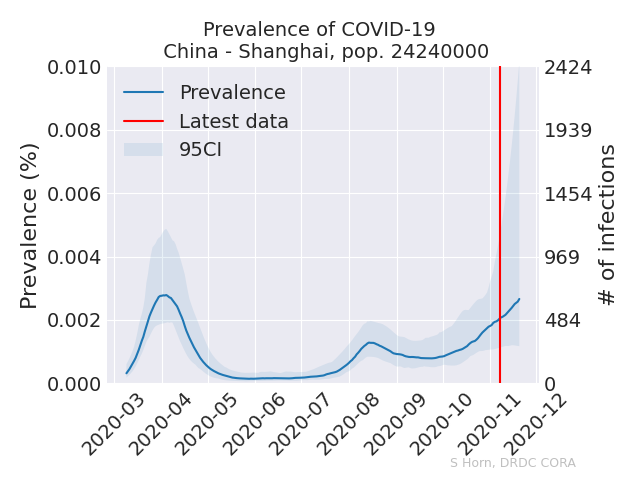 Prevalence of COVID-19
China - Shanghai, pop. 24240000
Prevalence (%)
0.010
0.008
0.006
0.004
0.002
0.000
Prevalence
Latest data
95CI
2424
1939
1454
969
484
0
# of infections
2020-03
2020-04
2020-05
2020-06
2020-07
2020-08
2020-09
2020-10
2020-11
2020-12
S Horn, DRDC CORA